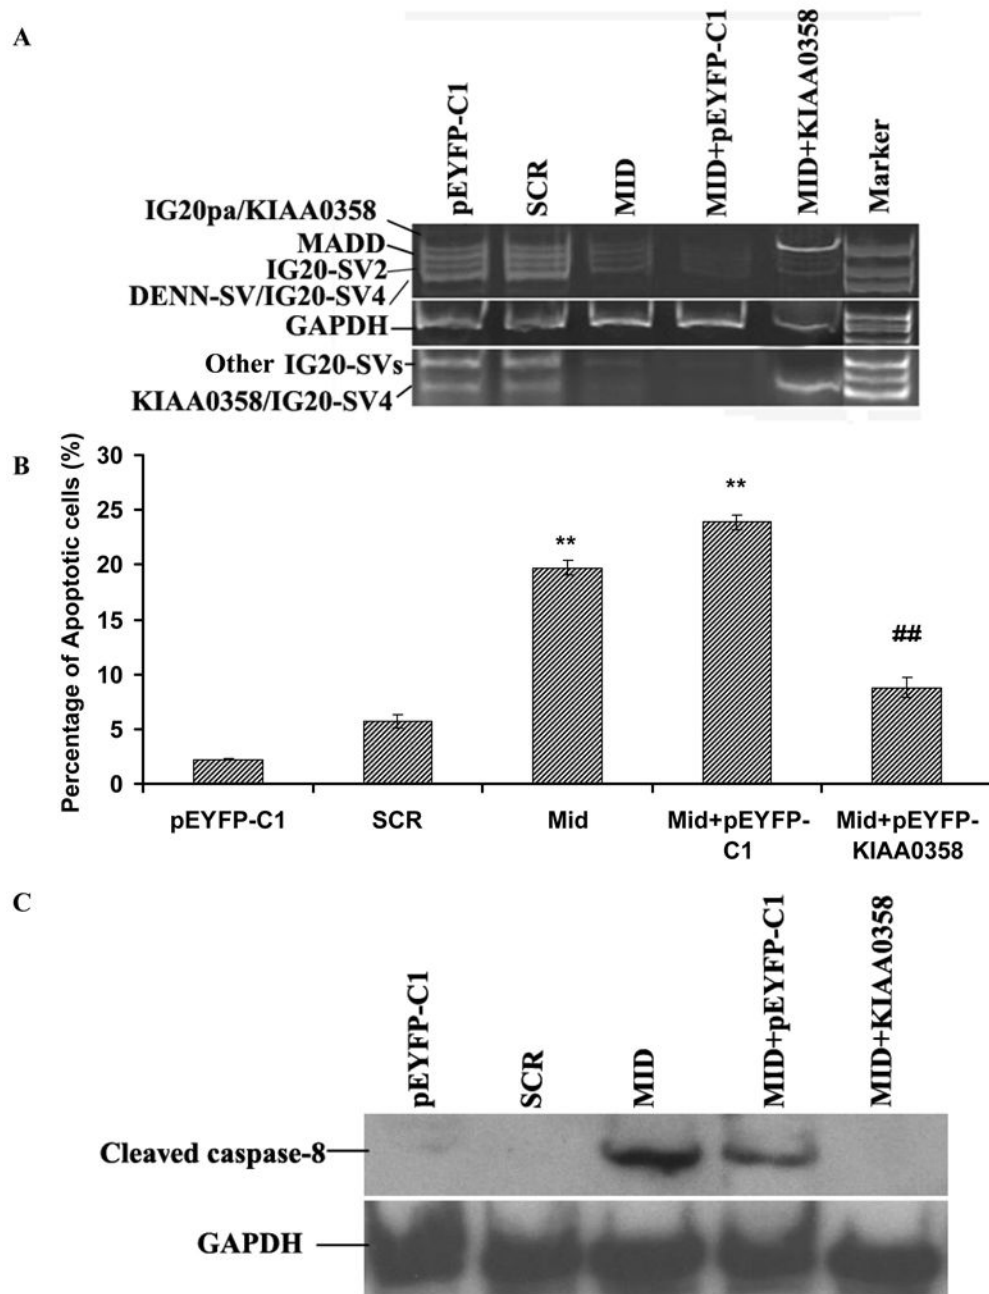 A
pEYFP-C1
SCR
MID
MID+pEYFP-C1
MID+KIAA0358
Marker
IG20pa/KIAA0358
MADD
IG20-SV2
DENN-SV/IG20-SV4
GAPDH
Other IG20-SVs
KIAA0358/IG20-SV4
B
Percentage of Apoptotic cells (%)
30
25
20
15
10
5
0
**
**
##
pEYFP-C1
SCR
Mid
Mid+pEYFP-
C1
Mid+pEYFP-
KIAA0358
C
pEYFP-C1
SCR
MID
MID+pEYFP-C1
MID+KIAA0358
Cleaved caspase-8
GAPDH